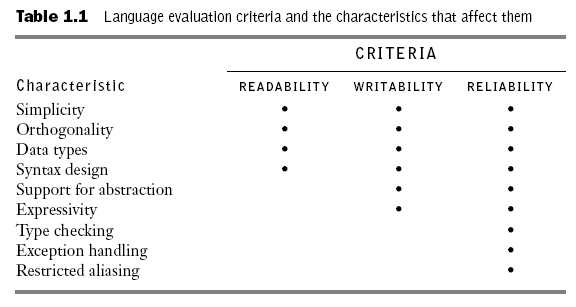 Table 1.1 Language evaluation criteria and the characteristics that affect them
CRITERIA
Characteristic READABILITY WRITABILITY RELIABILITY
Simplicity • • •
Orthogonality • • •
Data types • • •
Syntax design • • •
Support for abstraction • •
Expressivity • •
Type checking •
Exception handling •
Restricted aliasing •